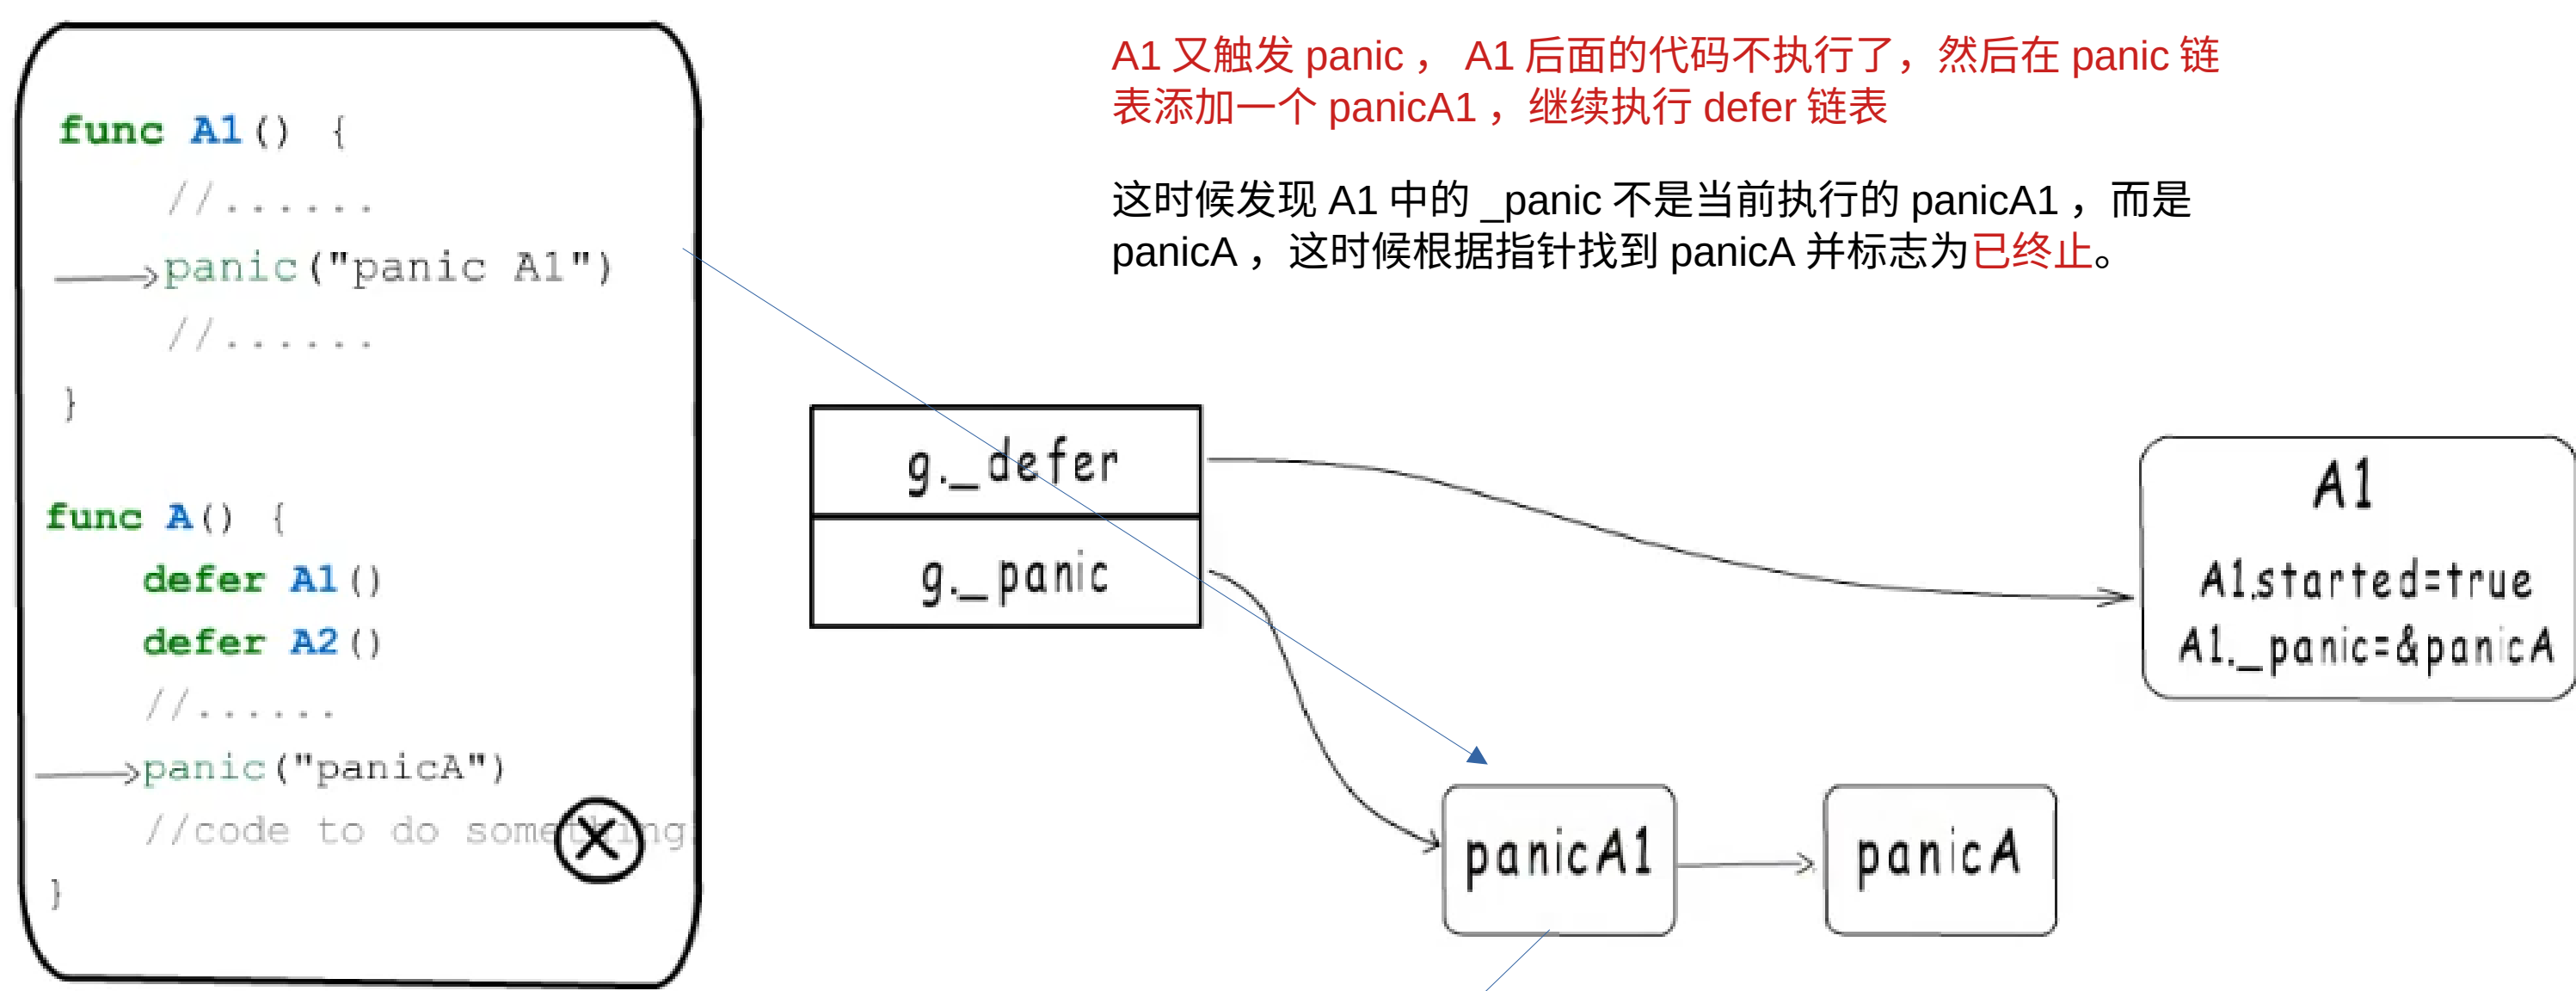 func A1() {
//......
panic("panic A1")
//......
}
func A() {
defer A1()
defer A2()
//......
panic("panicA")
//code to do something
}
A1 又触发 panic ， A1 后面的代码不执行了，然后在 panic 链
表添加一个 panicA1 ，继续执行 defer 链表
这时候发现 A1 中的 _panic 不是当前执行的 panicA1 ，而是
panicA ，这时候根据指针找到 panicA 并标志为已终止。
g._defer
g._panic
A1
A1.started=true
A1._panic=&panicA
panicA1
panicA